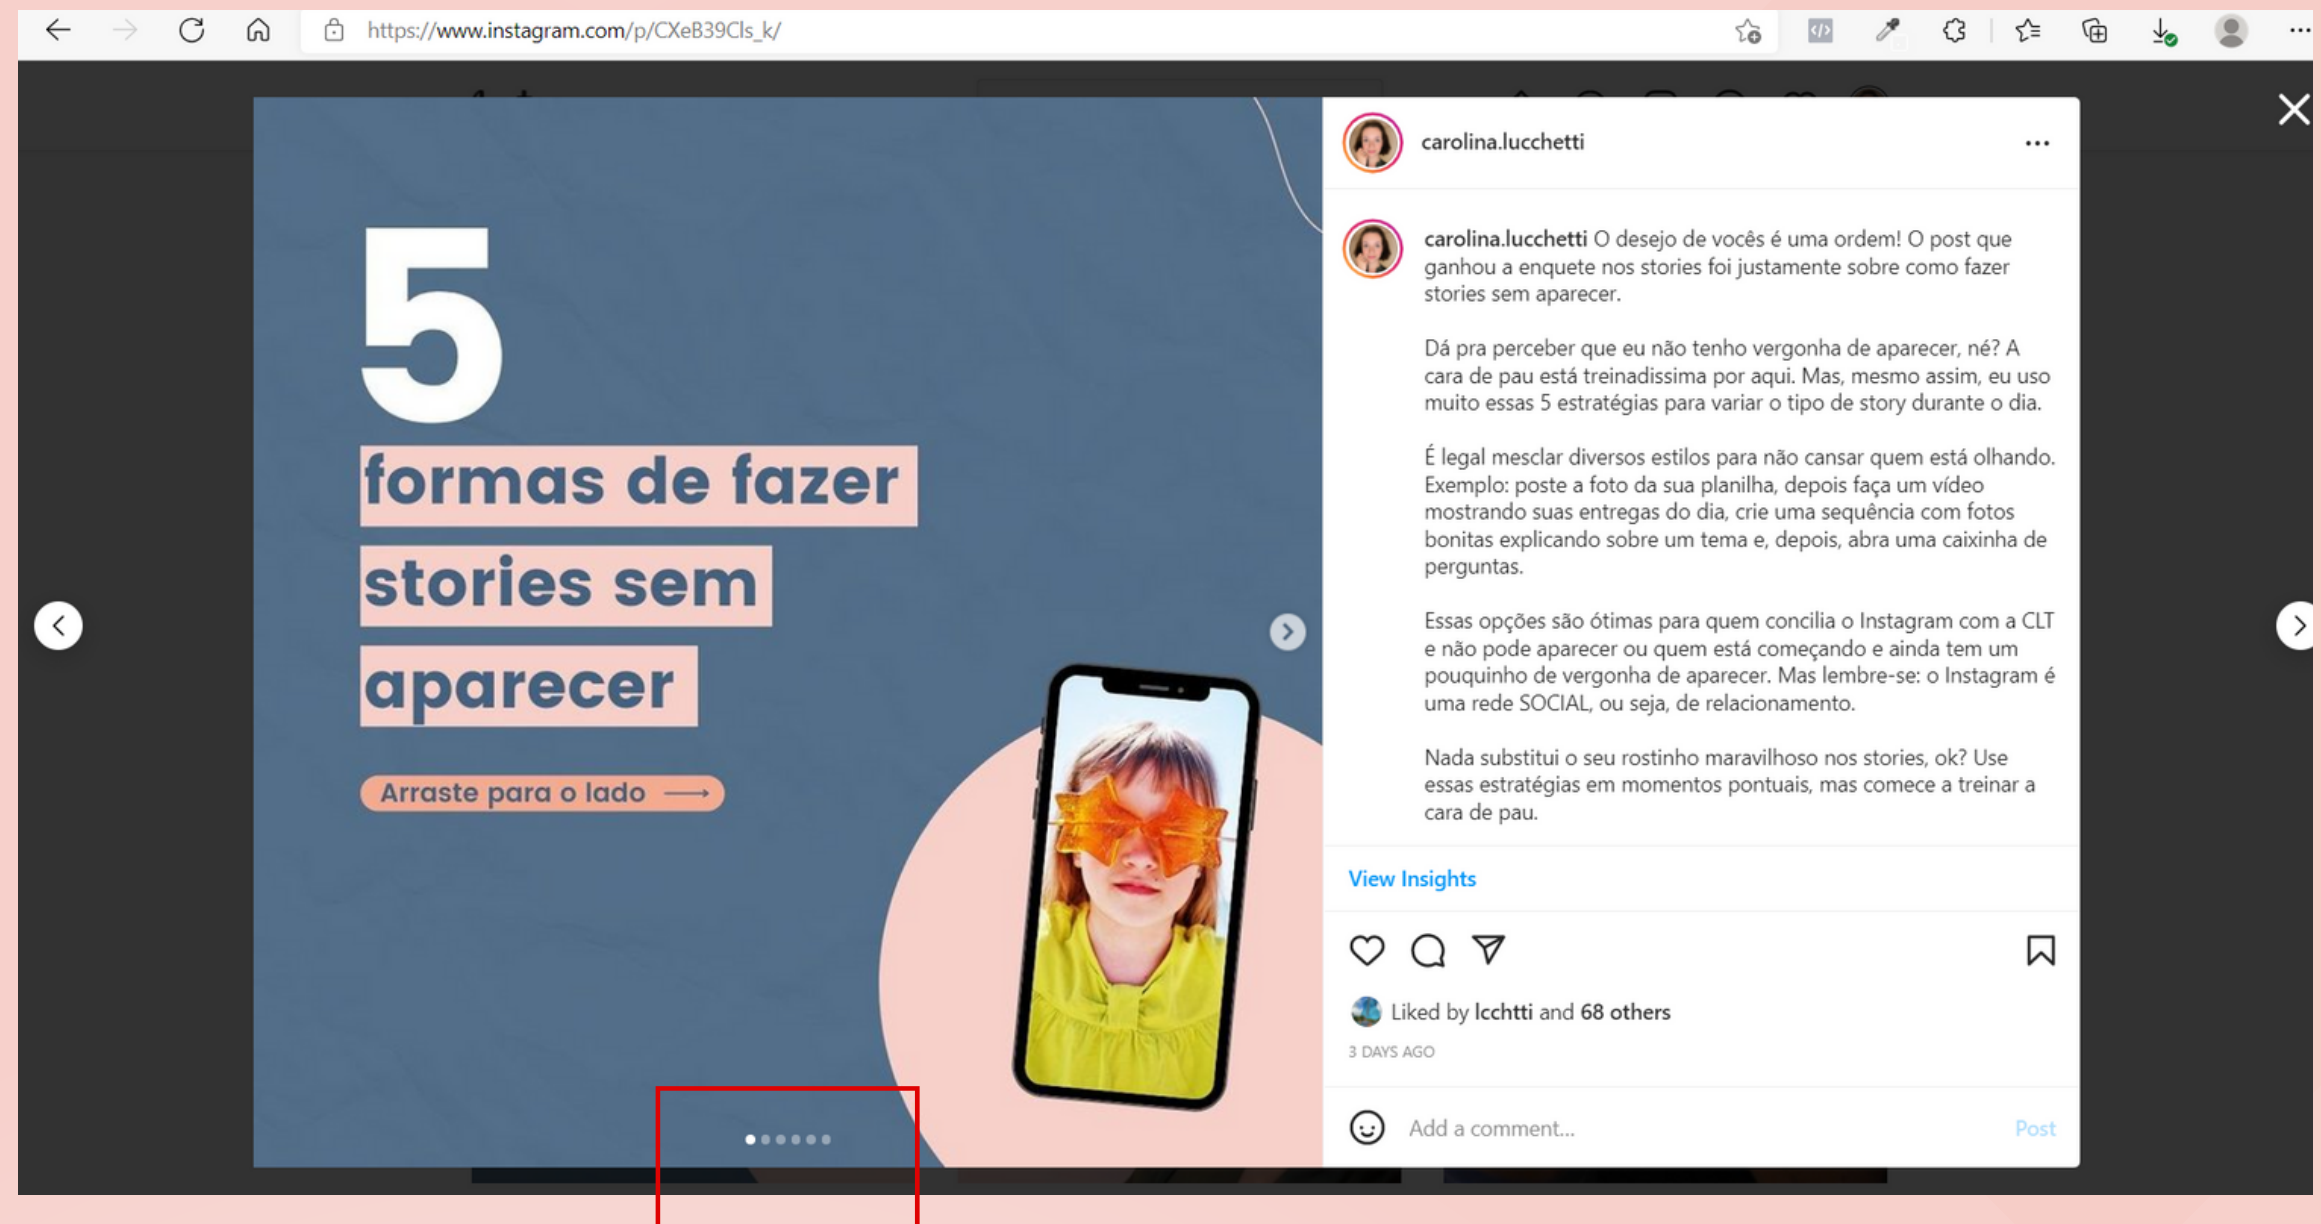 https://www.instagram.com/p/CXeB39Cls_k/
5
formas de fazer
stories sem
aparecer
Arraste para o lado
carolina.lucchetti
carolina.lucchetti O desejo de vocês é uma ordem! O post que
ganhou a enquete nos stories foi justamente sobre como fazer
stories sem aparecer.
Dá pra perceber que eu não tenho vergonha de aparecer, né? A
cara de pau está treinadissima por aqui. Mas, mesmo assim, eu uso
muito essas 5 estratégias para variar o tipo de story durante o dia.
É legal mesclar diversos estilos para não cansar quem está olhando.
Exemplo: poste a foto da sua planilha, depois faça um vídeo
mostrando suas entregas do dia, crie uma sequência com fotos
bonitas explicando sobre um tema e, depois, abra uma caixinha de
perguntas.
Essas opções são ótimas para quem concilia o Instagram com a CLT
e não pode aparecer ou quem está começando e ainda tem um
pouquinho de vergonha de aparecer. Mas lembre-se: o Instagram é
uma rede SOCIAL, ou seja, de relacionamento.
Nada substitui o seu rostinho maravilhoso nos stories, ok? Use
essas estratégias em momentos pontuais, mas comece a treinar a
cara de pau.
View Insights
Liked by lcchtti and 68 others
3 DAYS AGO
Add a comment...
Post